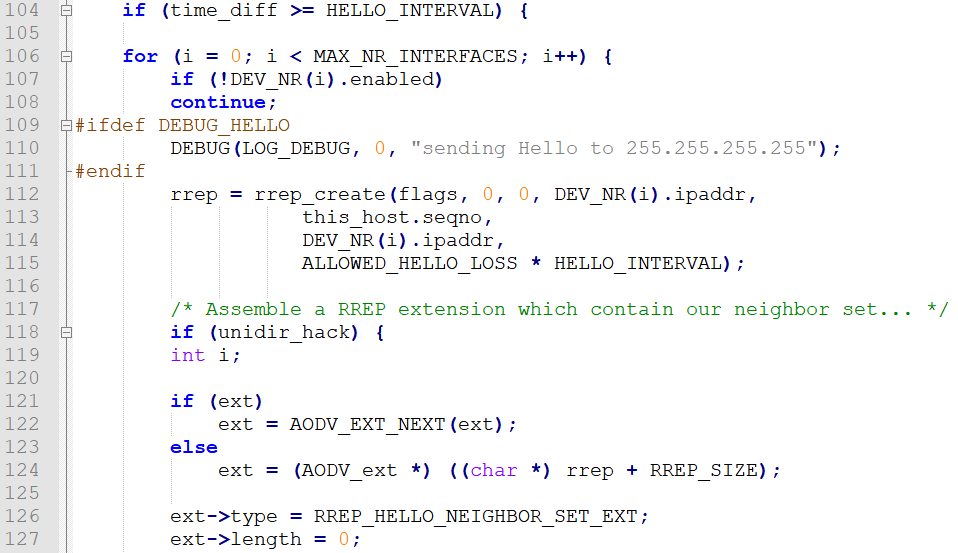 104 if (time_diff >= HELLO_INTERVAL) {
105
106 for (i = 0; i < MAX_NR_INTERFACES; i++) {
107 if (!DEV_NR(i).enabled)
108 continue;
109 #ifdef DEBUG_HELLO
110 DEBUG(LOG_DEBUG, 0, "sending Hello to 255.255.255.255");
111 #endif
112 rrep = rrep_create(flags, 0, 0, DEV_NR(i).ipaddr,
113 this_host.seqno,
114 DEV_NR(i).ipaddr,
115 ALLOWED_HELLO_LOSS * HELLO_INTERVAL);
116
117 /* Assemble a RREP extension which contain our neighbor set... */
118 if (unidir_hack) {
119 int i;
120
121 if (ext)
122 ext = AODV_EXT_NEXT(ext);
123 else
124 ext = (AODV_ext *) ((char *) rrep + RREP_SIZE);
125
126 ext->type = RREP_HELLO_NEIGHBOR_SET_EXT;
127 ext->length = 0;